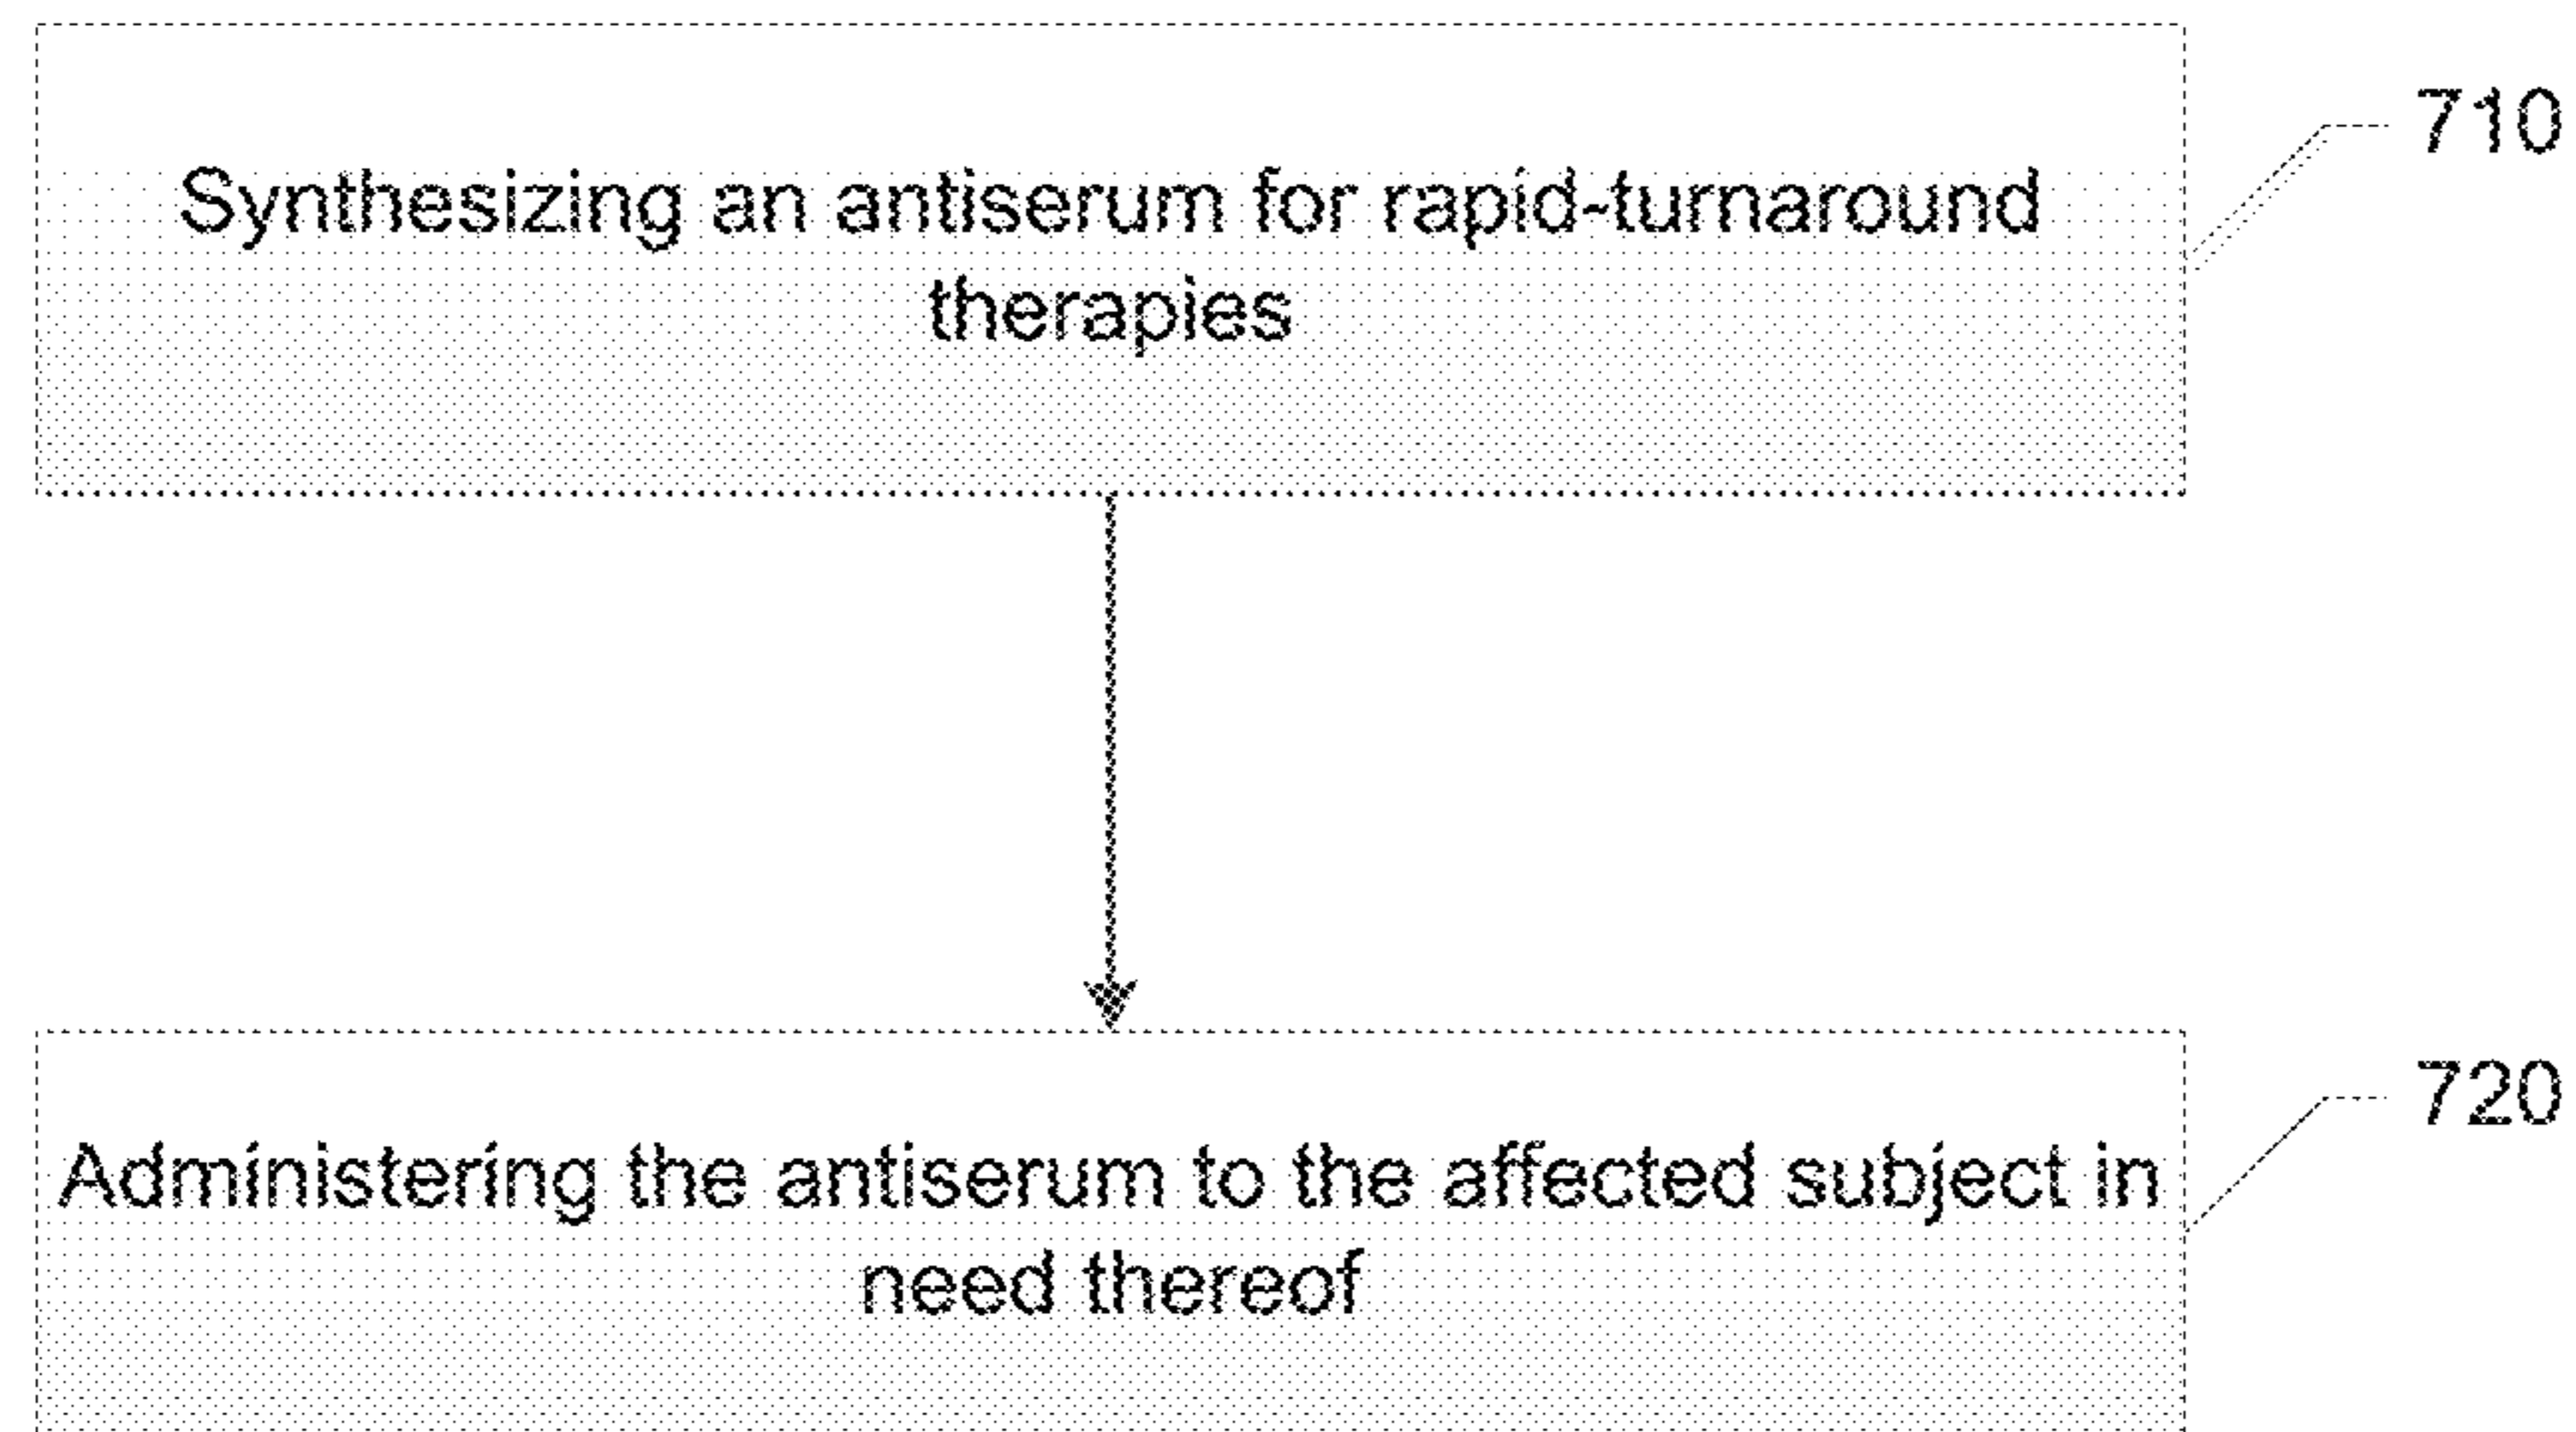 Synthesizing an antiserum for rapid-turnaround
therapies
710
Administering the antiserum to the affected subject in
need thereof
720